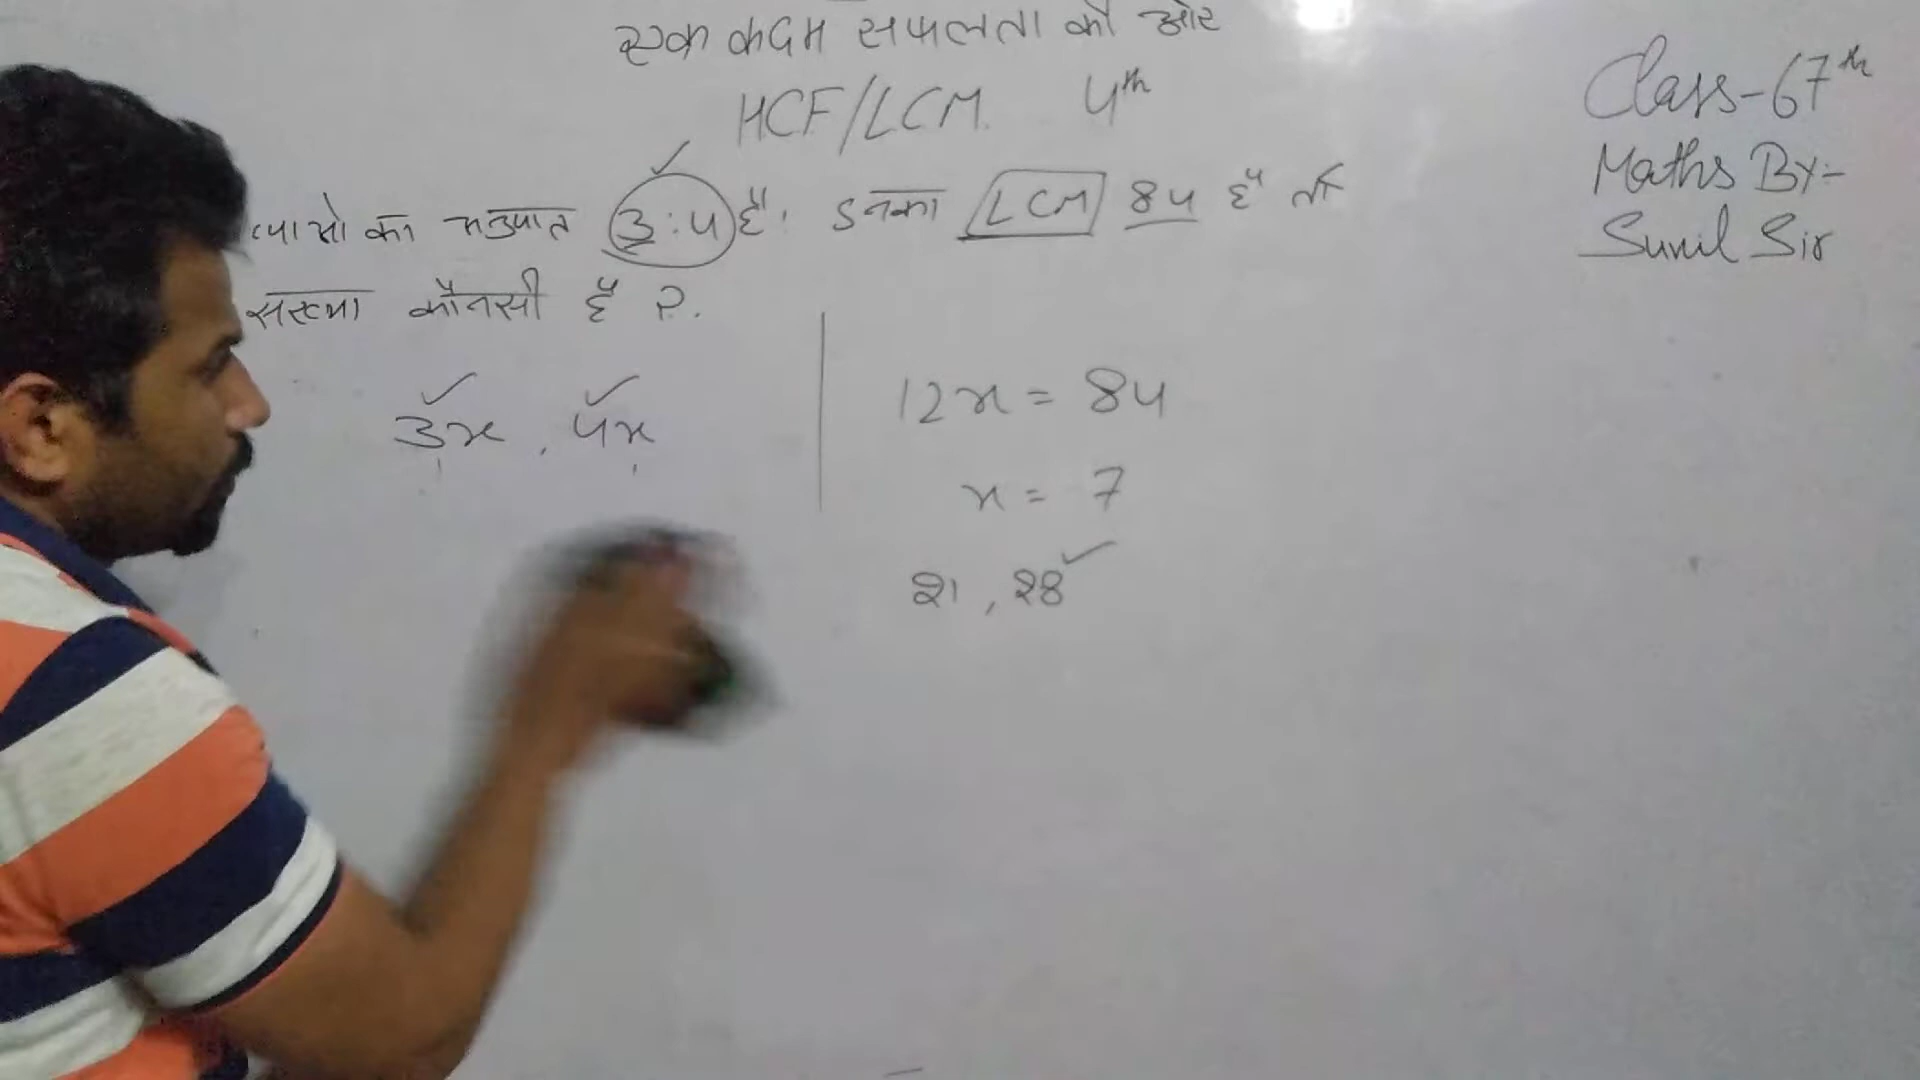 एक कदम सफलता की ओर
HCF/LCM 4th
Class-67th
Maths By:-
Sunil Sir
ख्याओ का अनुपात 3:4 है। इनका LCM 84 है तो
संख्या कौनसी है ?.
3x , 4x
12x = 84
x = 7
21 , 28